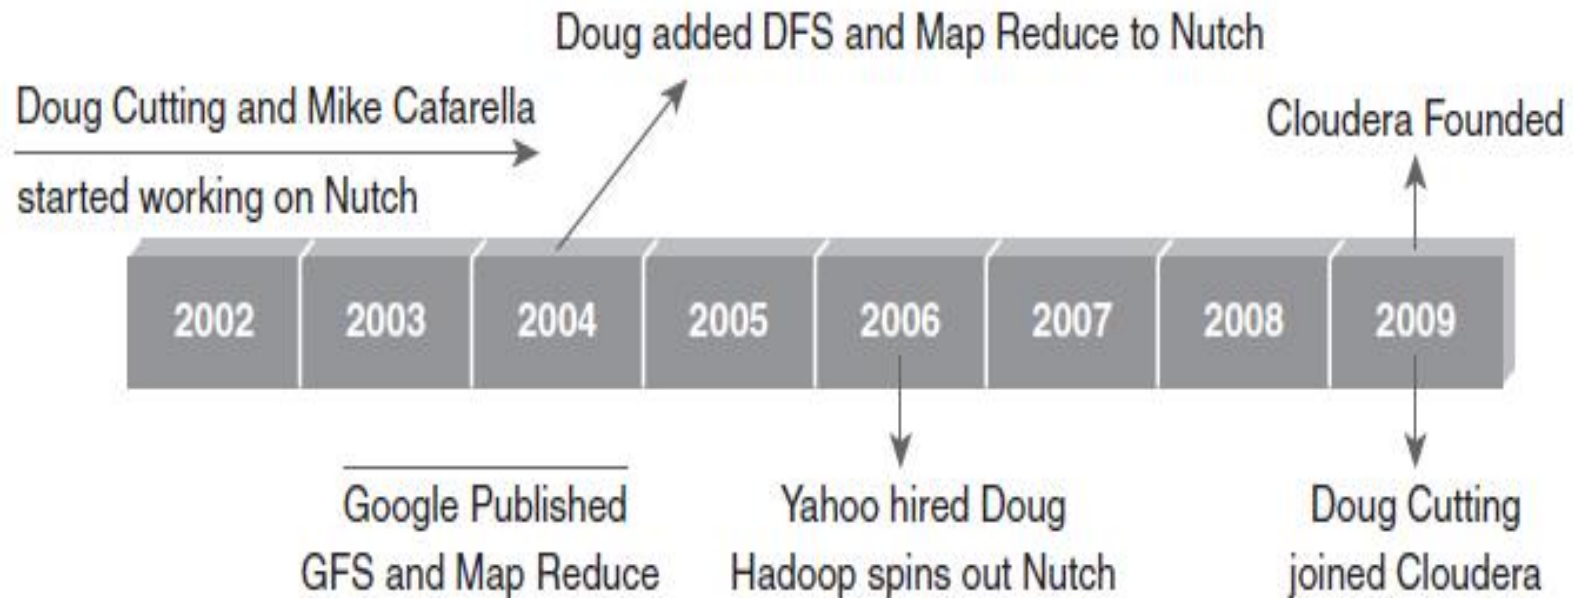 Doug added DFS and Map Reduce to Nutch
Doug Cutting and Mike Cafarella
started working on Nutch
Cloudera Founded
2002 2003 2004 2005 2006 2007 2008 2009
Google Published
GFS and Map Reduce
Yahoo hired Doug
Hadoop spins out Nutch
Doug Cutting
joined Cloudera